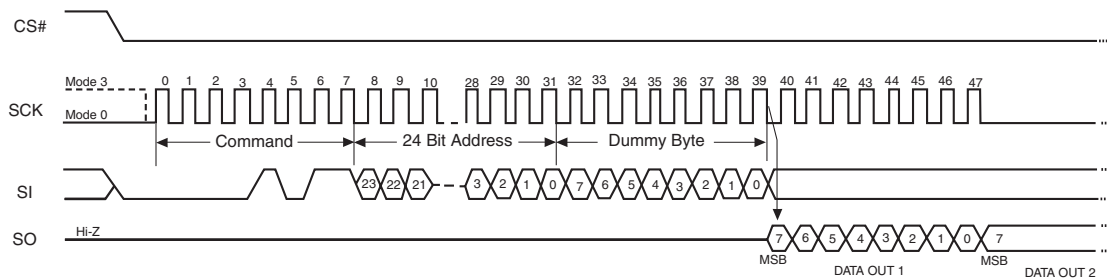 CS#
Mode 3 0 1 2 3 4 5 6 7 8 9 10 28 29 30 31 32 33 34 35 36 37 38 39 40 41 42 43 44 45 46 47
SCK
Mode 0
Command 24 Bit Address Dummy Byte
SI 23 22 21 3 2 1 0 7 6 5 4 3 2 1 0
SO Hi-Z 7 6 5 4 3 2 1 0 7
MSB MSB
DATA OUT 1 DATA OUT 2